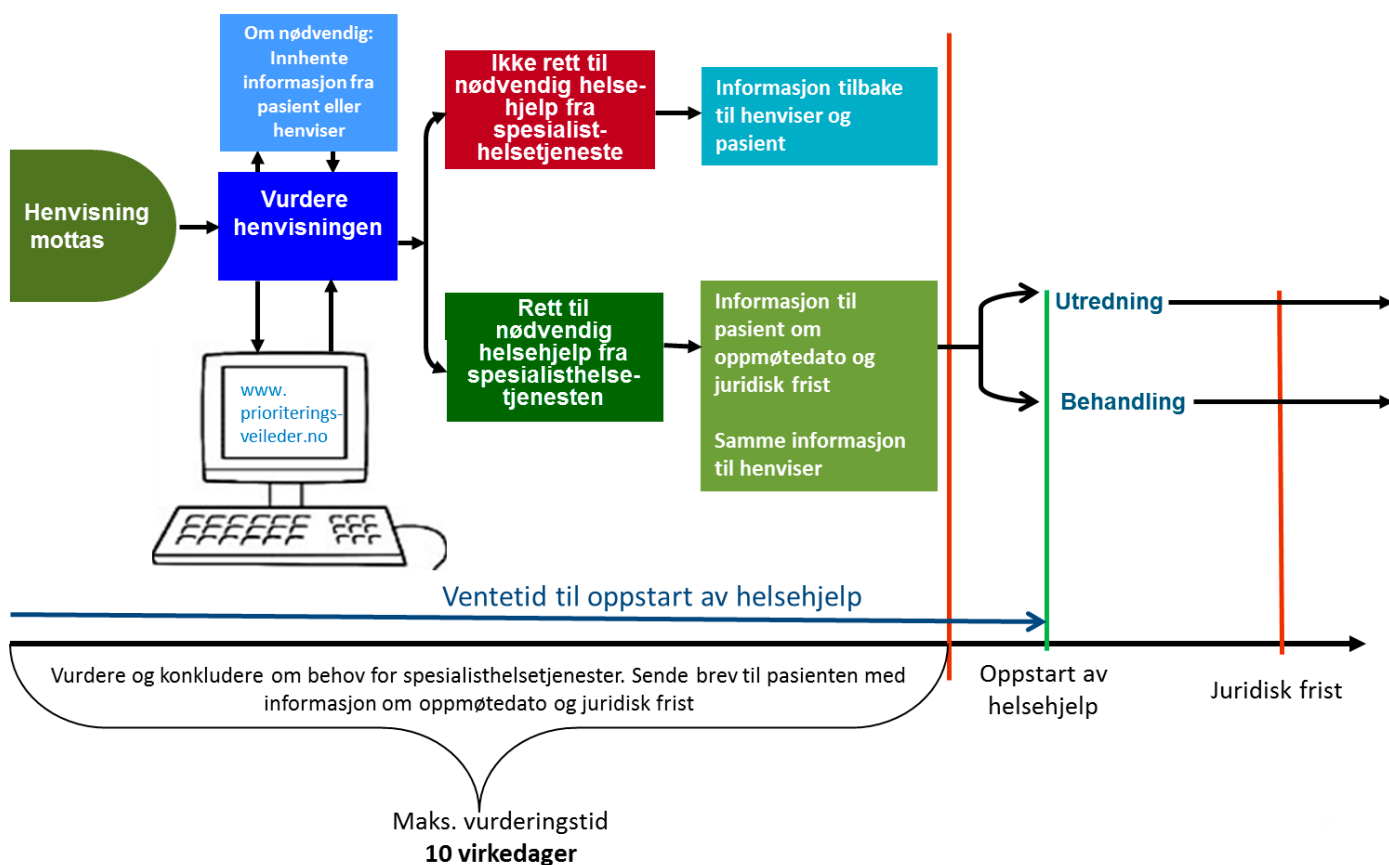 Om nødvendig:
Innhente
informasjon fra
pasient eller
henviser
Ikke rett til
nødvendig helse-
hjelp fra
spesialist-
helsetjeneste
Informasjon tilbake
til henviser og
pasient
Henvisning
mottas
Vurdere
henvisningen
www.
prioriterings-
veileder.no
Rett til
nødvendig
helsehjelp fra
spesialisthelse-
tjenesten
Informasjon til
pasient om
oppmøtedato og
juridisk frist
Samme informasjon
til henviser
Utredning
Behandling
Ventetid til oppstart av helsehjelp
Vurdere og konkludere om behov for spesialisthelsetjenester. Sende brev til pasienten med
informasjon om oppmøtedato og juridisk frist
Oppstart av
helsehjelp
Juridisk frist
Maks. vurderingstid
10 virkedager